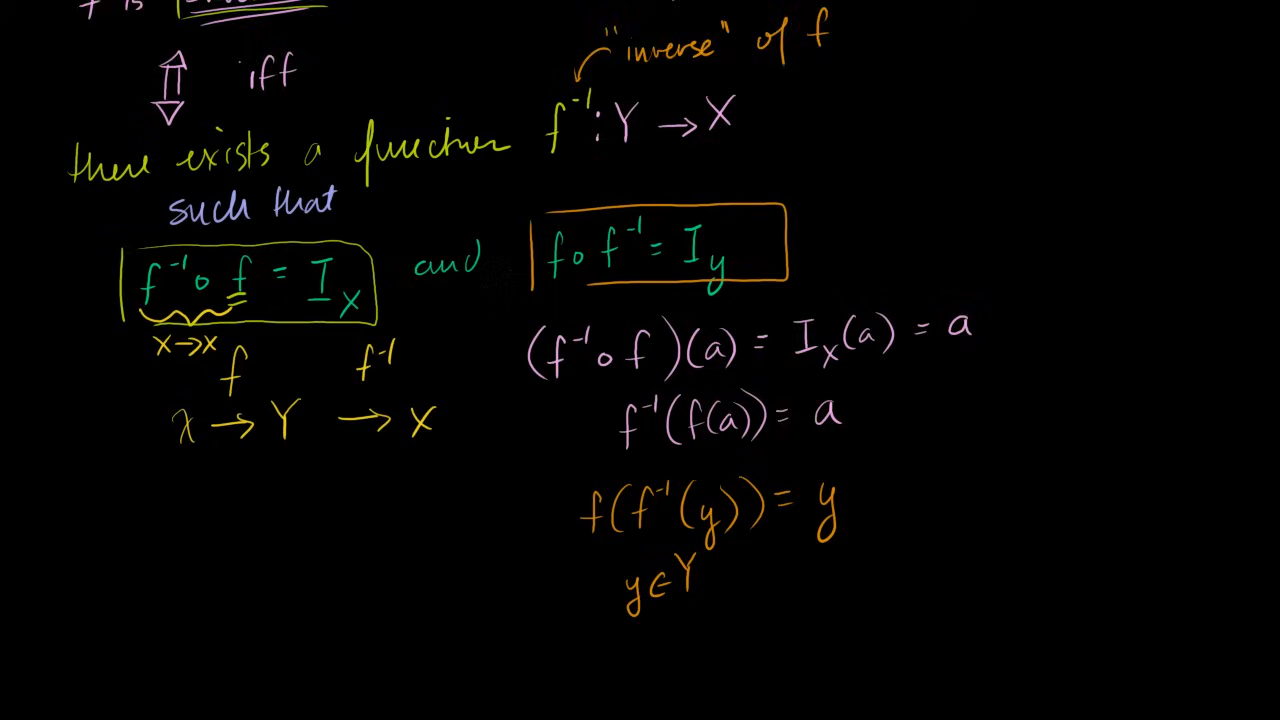 f is
"inverse" of f
iff
there exists a function f⁻¹: Y → X
such that
f⁻¹ ∘ f = I_X and f ∘ f⁻¹ = I_y
X → X
(f⁻¹ ∘ f)(a) = I_X(a) = a
f f⁻¹
X → Y → X
f⁻¹(f(a)) = a
f(f⁻¹(y)) = y
y ∈ Y